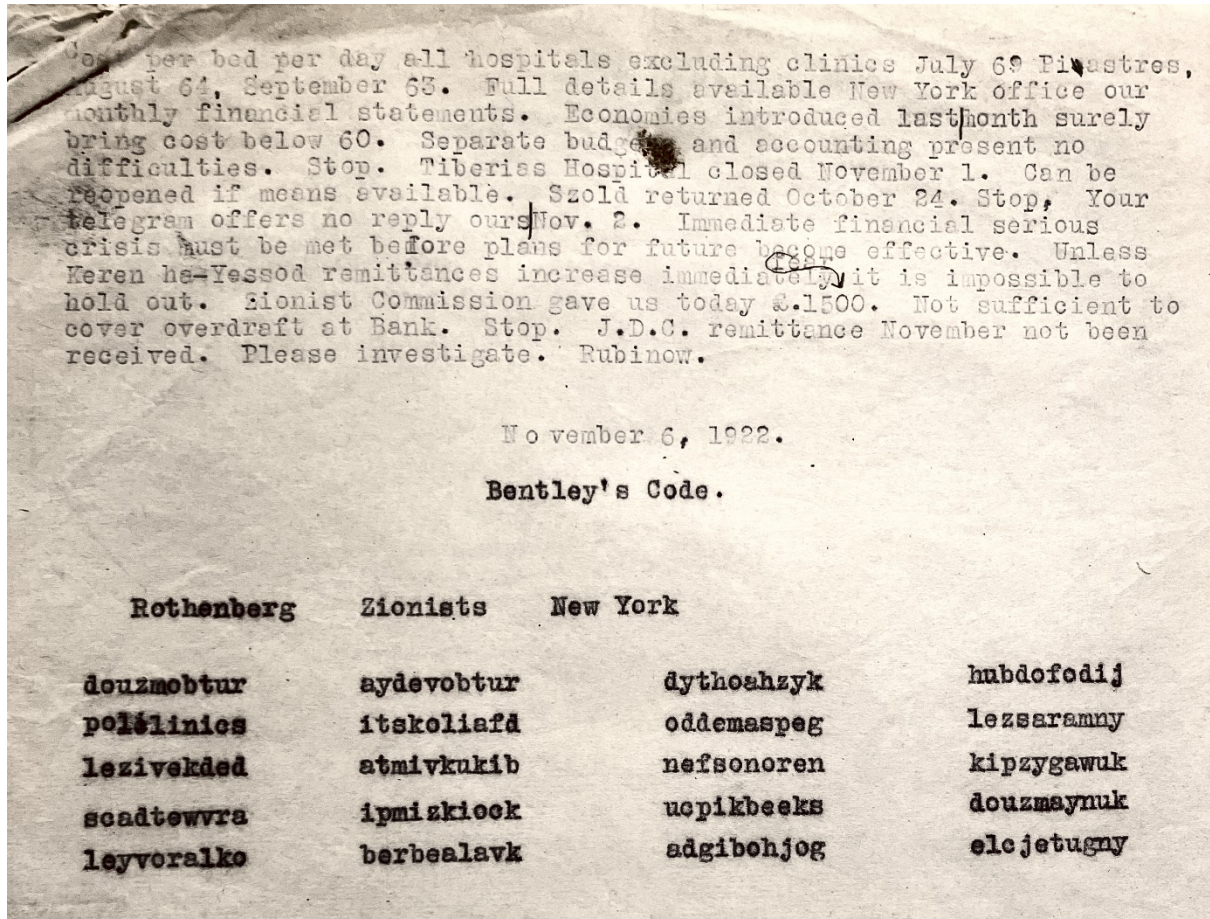 Cost per bed per day all hospitals excluding clinics July 69 Piastres,
August 64, September 63. Full details available New York office our
monthly financial statements. Economies introduced last month surely
bring cost below 60. Separate budgets and accounting present no
difficulties. Stop. Tiberias Hospital closed November 1. Can be
reopened if means available. Szold returned October 24. Stop, Your
telegram offers no reply ours Nov. 2. Immediate financial serious
crisis must be met before plans for future become effective. Unless
Keren ha-Yessod remittances increase immediately it is impossible to
hold out. Zionist Commission gave us today £.1500. Not sufficient to
cover overdraft at Bank. Stop. J.D.C. remittance November not been
received. Please investigate. Rubinow.
November 6, 1922.
Bentley's Code.
Rothenberg Zionists New York
douzmobtur aydevobtur dythoahzyk hubdofodij
poliklinics itskoliafd oddemaspeg lezsaramny
lezivekded atmivkukib nefsonoren kipzygawuk
scadtewvra ipmizkiock ucpikbeeks douzmaynuk
leyvoralko berbealavk adgibohjog elcjetugny